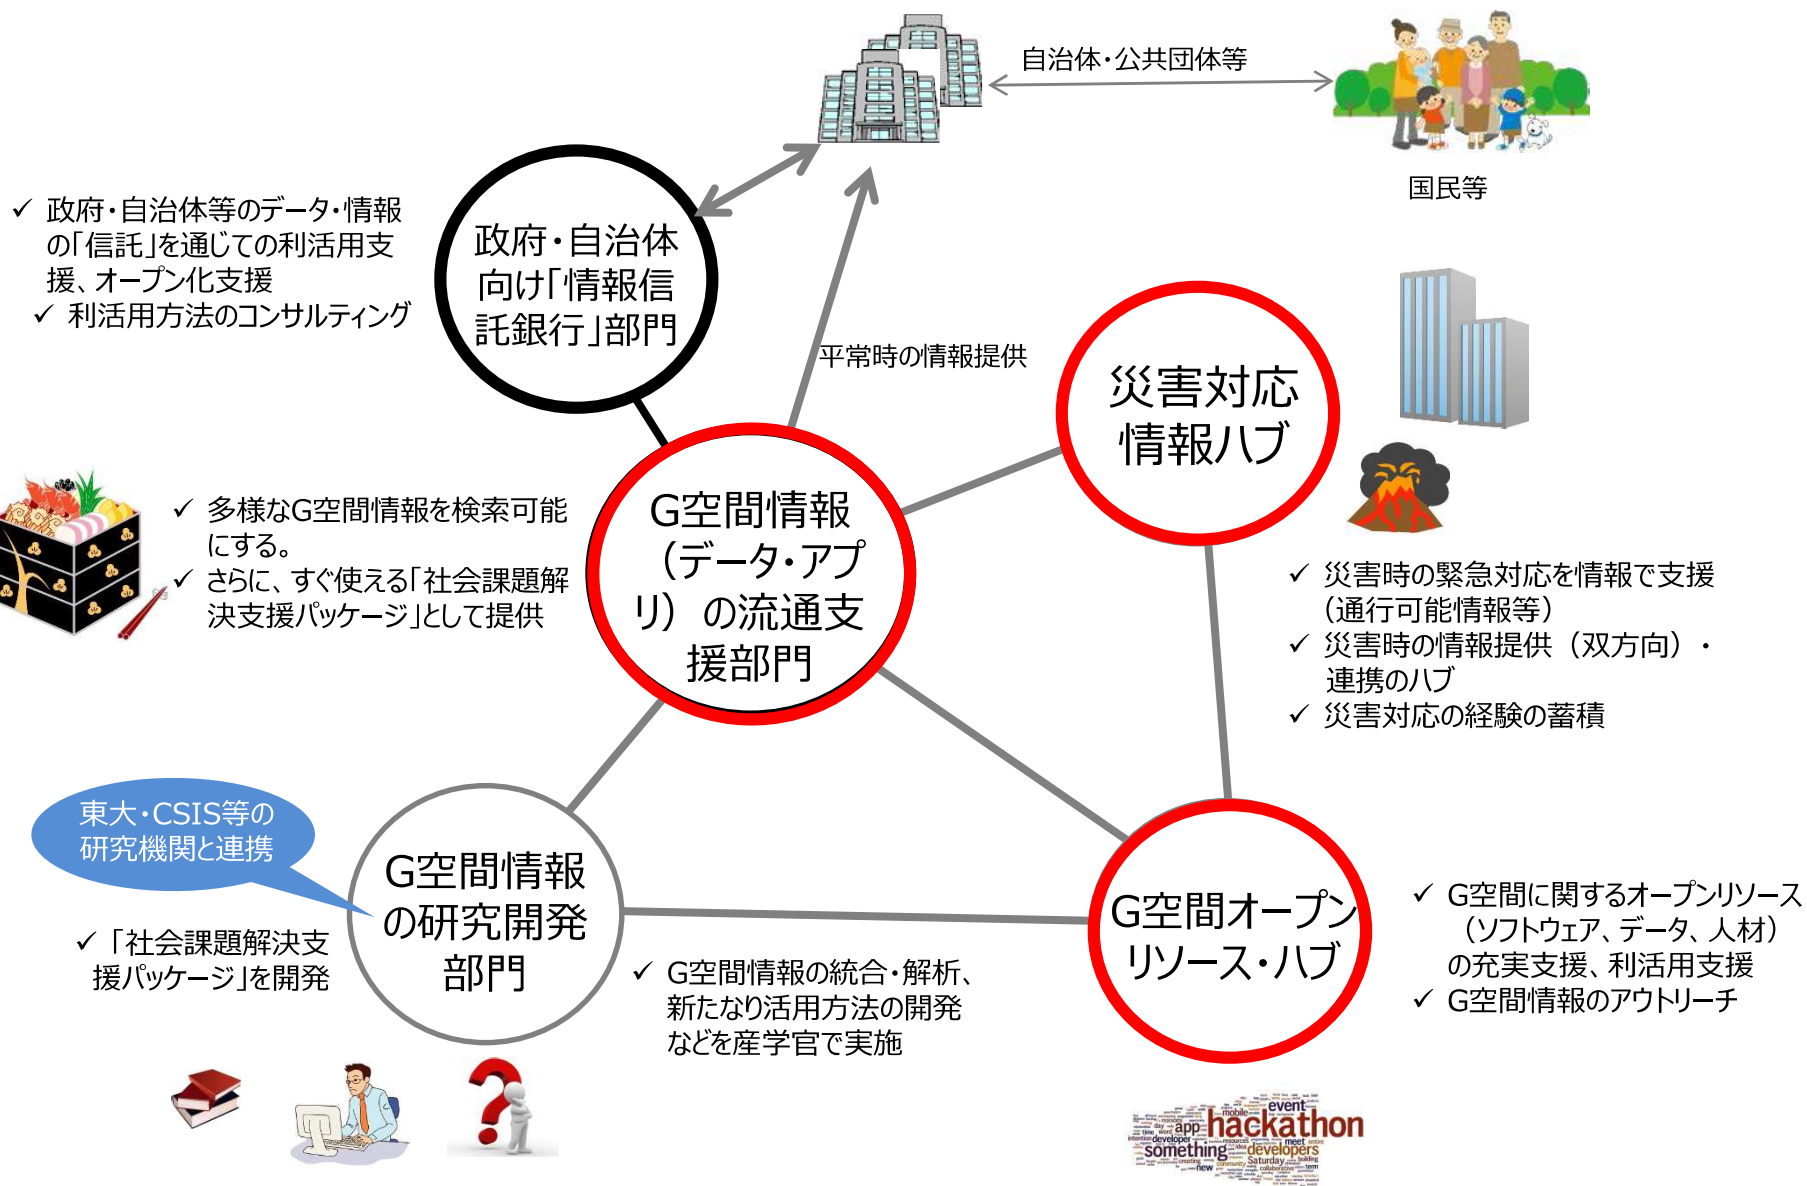 自治体・公共団体等
国民等
✓ 政府・自治体等のデータ・情報
の「信託」を通じての利活用支
援、オープン化支援
✓ 利活用方法のコンサルティング
政府・自治体
向け「情報信
託銀行」部門
平常時の情報提供
災害対応
情報ハブ
✓ 多様なG空間情報を検索可能
にする。
✓ さらに、すぐ使える「社会課題解
決支援パッケージ」として提供
G空間情報
（データ・アプ
リ）の流通支
援部門
✓ 災害時の緊急対応を情報で支援
（通行可能情報等）
✓ 災害時の情報提供（双方向）・
連携のハブ
✓ 災害対応の経験の蓄積
東大・CSIS等の
研究機関と連携
G空間情報
の研究開発
部門
✓ 「社会課題解決支
援パッケージ」を開発
✓ G空間情報の統合・解析、
新たなり活用方法の開発
などを産学官で実施
G空間オープン
リソース・ハブ
✓ G空間に関するオープンリソース
（ソフトウェア、データ、人材）
の充実支援、利活用支援
✓ G空間情報のアウトリーチ
event
mobile
app
hackathon
developer
meet
something
developers
Saturday
new
community